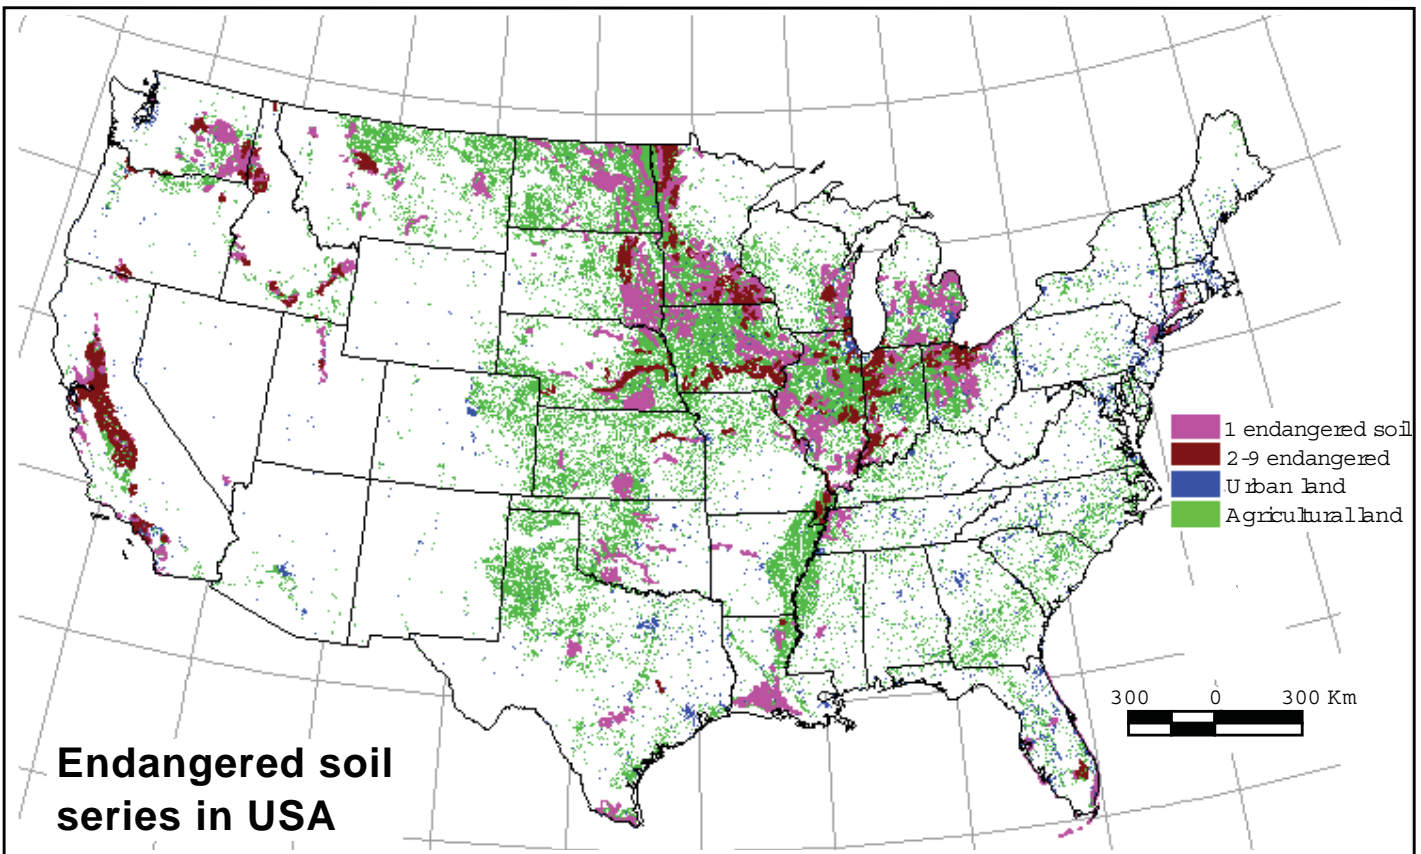 1 endangered soil
2-9 endangered
Urban land
Agricultural land
300 0 300 Km
Endangered soil
series in USA